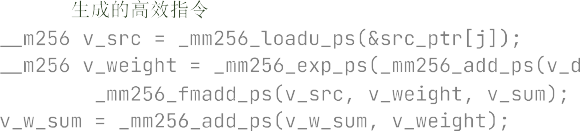 生成的高效指令
__m256 v_src = _mm256_loadu_ps(&src_ptr[j]);
__m256 v_weight = _mm256_exp_ps(_mm256_add_ps(v_d
_mm256_fmadd_ps(v_src, v_weight, v_sum);
v_w_sum = _mm256_add_ps(v_w_sum, v_weight);